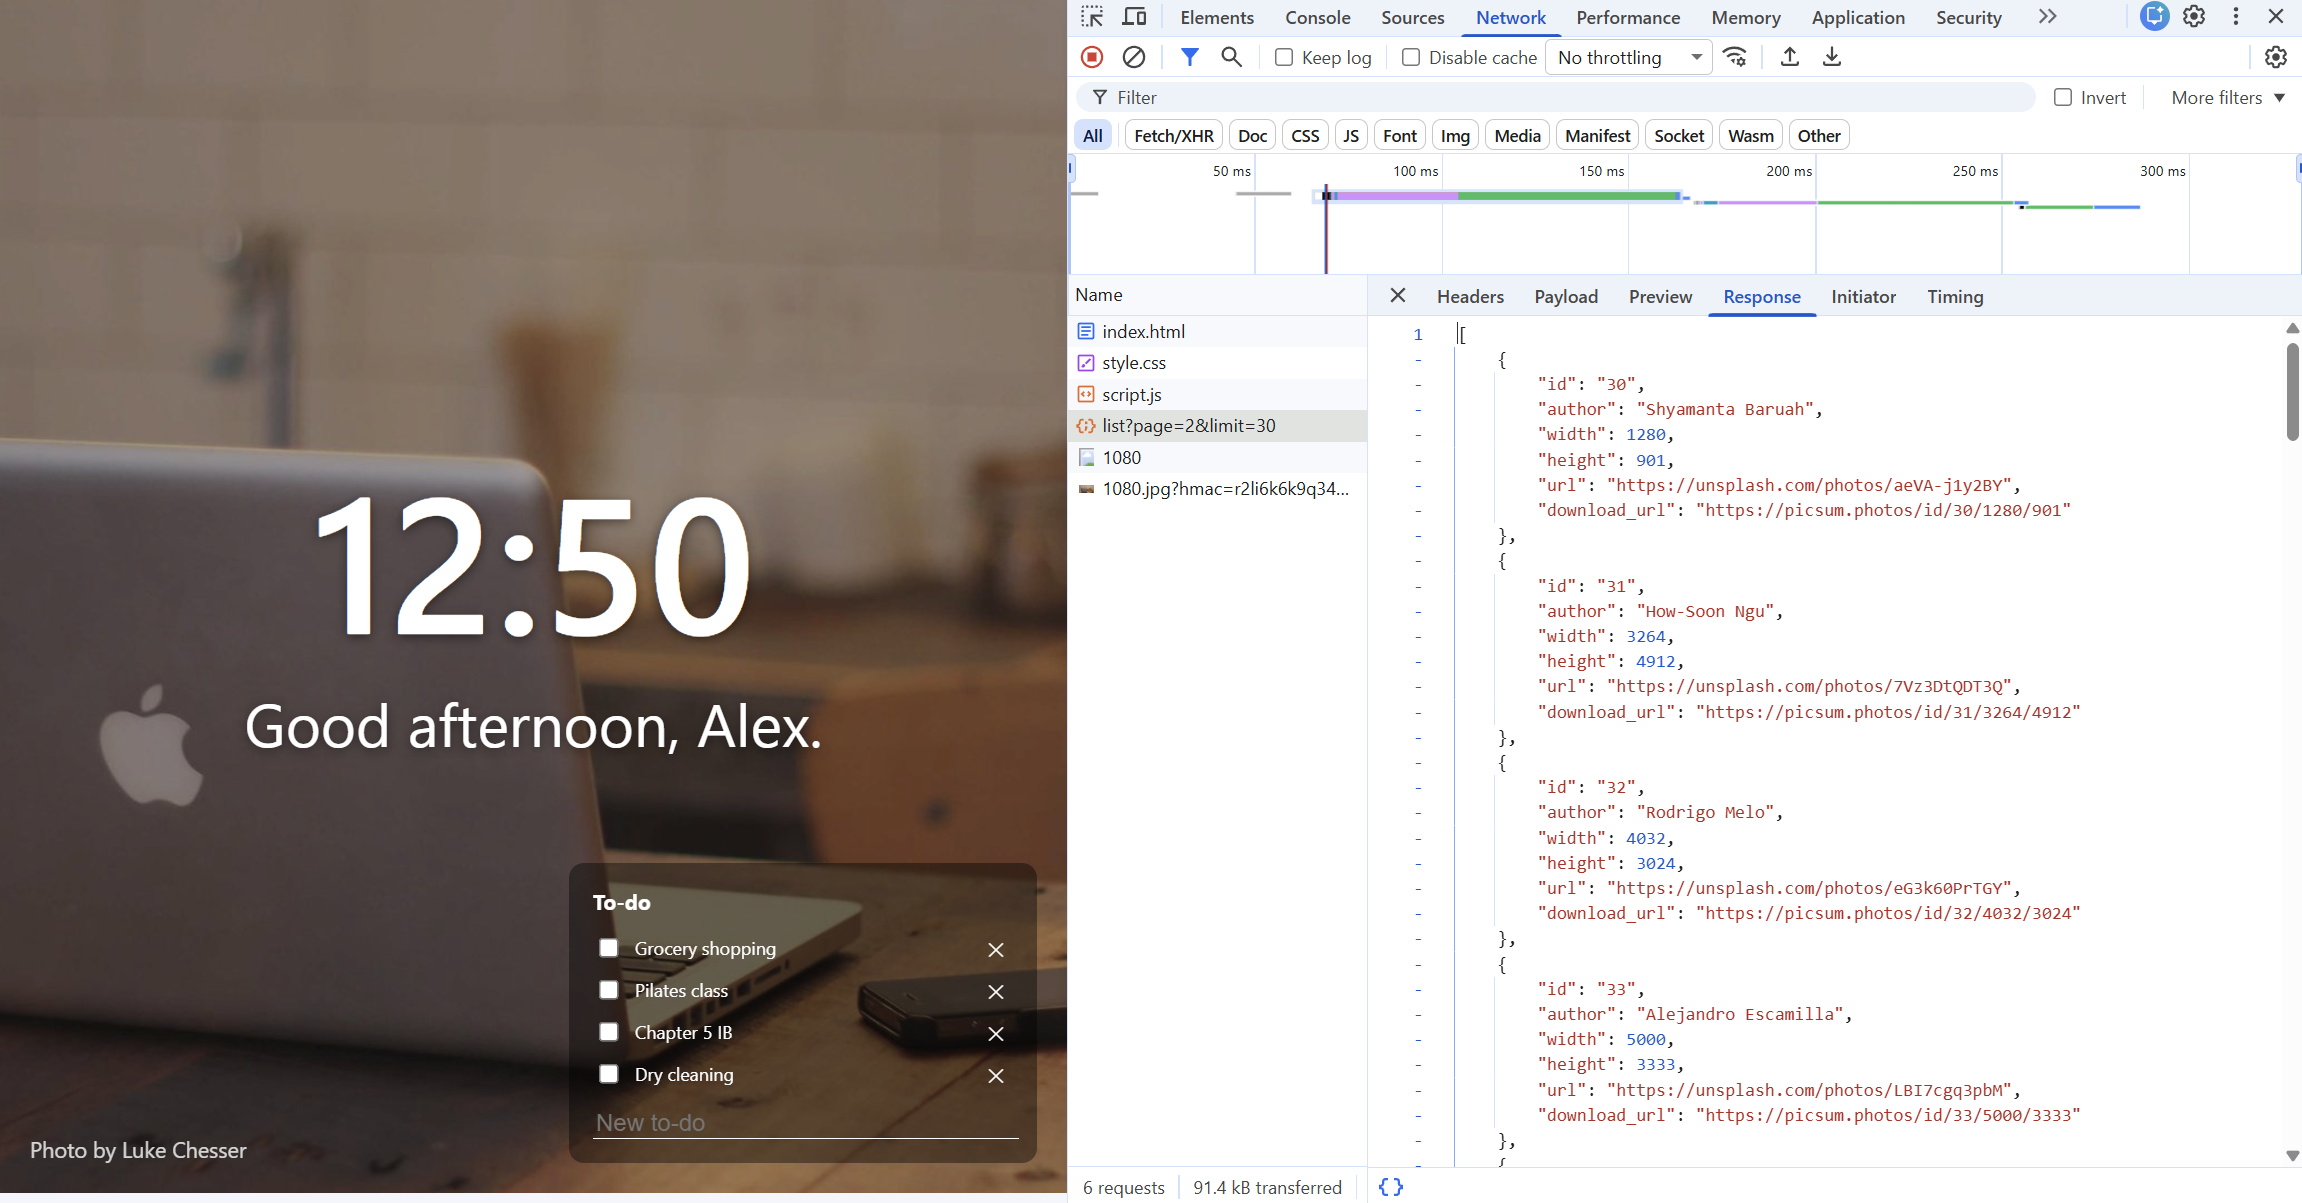 12:50
Good afternoon, Alex.
To-do
Grocery shopping
Pilates class
Chapter 5 IB
Dry cleaning
New to-do
Photo by Luke Chesser
Elements Console Sources Network Performance Memory Application Security
Keep log Disable cache No throttling
Filter Invert More filters
All Fetch/XHR Doc CSS JS Font Img Media Manifest Socket Wasm Other
50 ms 100 ms 150 ms 200 ms 250 ms 300 ms
Name
index.html
style.css
script.js
list?page=2&limit=30
1080
1080.jpg?hmac=r2li6k6k9q34...
6 requests 91.4 kB transferred
Headers Payload Preview Response Initiator Timing
1 [
- {
- "id": "30",
- "author": "Shyamanta Baruah",
- "width": 1280,
- "height": 901,
- "url": "https://unsplash.com/photos/aeVA-j1y2BY",
- "download_url": "https://picsum.photos/id/30/1280/901"
- },
- {
- "id": "31",
- "author": "How-Soon Ngu",
- "width": 3264,
- "height": 4912,
- "url": "https://unsplash.com/photos/7Vz3DtQDT3Q",
- "download_url": "https://picsum.photos/id/31/3264/4912"
- },
- {
- "id": "32",
- "author": "Rodrigo Melo",
- "width": 4032,
- "height": 3024,
- "url": "https://unsplash.com/photos/eG3k60PrTGY",
- "download_url": "https://picsum.photos/id/32/4032/3024"
- },
- {
- "id": "33",
- "author": "Alejandro Escamilla",
- "width": 5000,
- "height": 3333,
- "url": "https://unsplash.com/photos/LBI7cgq3pbM",
- "download_url": "https://picsum.photos/id/33/5000/3333"
- },
- {
{}